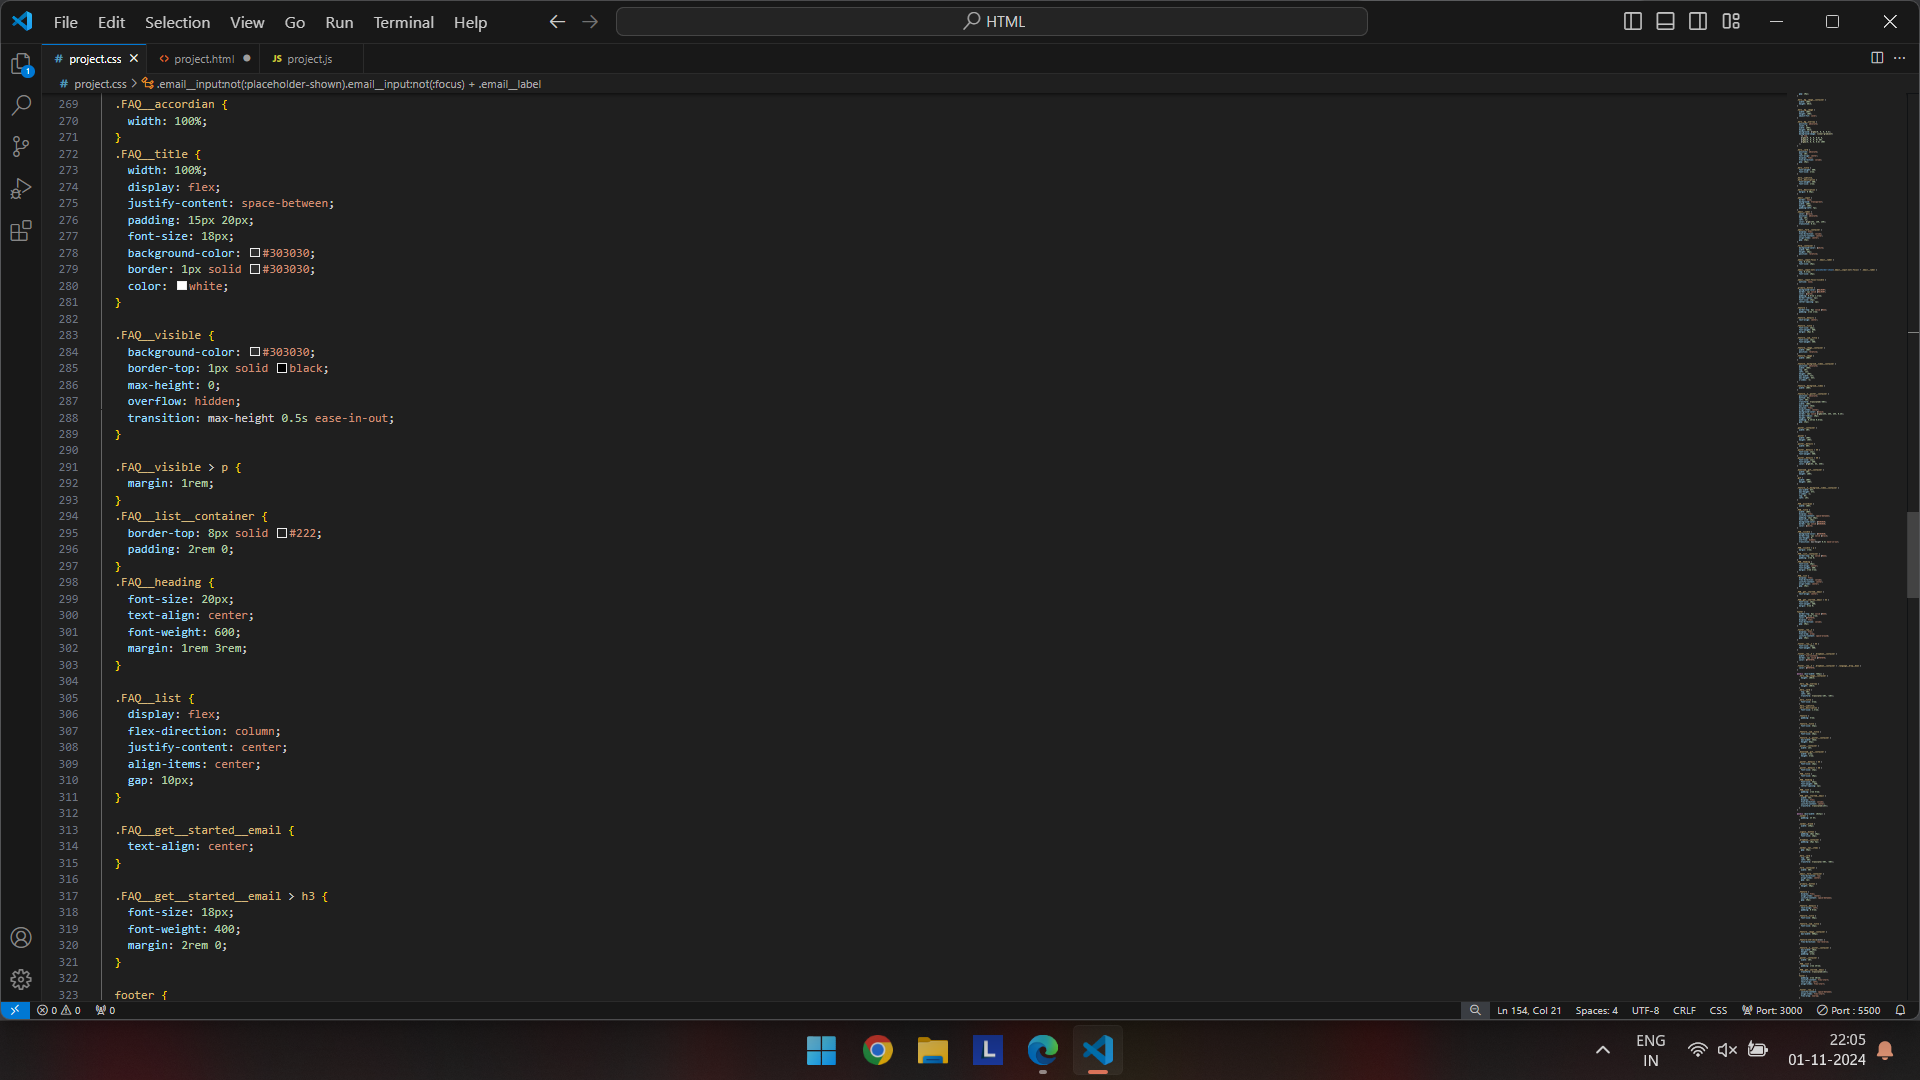 File Edit Selection View Go Run Terminal Help
HTML
# project.css
<> project.html
JS project.js
# project.css > .email__input:not(:placeholder-shown).email__input:not(:focus) + .email__label
269 .FAQ__accordian {
270 width: 100%;
271 }
272 .FAQ__title {
273 width: 100%;
274 display: flex;
275 justify-content: space-between;
276 padding: 15px 20px;
277 font-size: 18px;
278 background-color: #303030;
279 border: 1px solid #303030;
280 color: white;
281 }
282
283 .FAQ__visible {
284 background-color: #303030;
285 border-top: 1px solid black;
286 max-height: 0;
287 overflow: hidden;
288 transition: max-height 0.5s ease-in-out;
289 }
290
291 .FAQ__visible > p {
292 margin: 1rem;
293 }
294 .FAQ__list__container {
295 border-top: 8px solid #222;
296 padding: 2rem 0;
297 }
298 .FAQ__heading {
299 font-size: 20px;
300 text-align: center;
301 font-weight: 600;
302 margin: 1rem 3rem;
303 }
304
305 .FAQ__list {
306 display: flex;
307 flex-direction: column;
308 justify-content: center;
309 align-items: center;
310 gap: 10px;
311 }
312
313 .FAQ__get__started__email {
314 text-align: center;
315 }
316
317 .FAQ__get__started__email > h3 {
318 font-size: 18px;
319 font-weight: 400;
320 margin: 2rem 0;
321 }
322
323 footer {
0 0 0
Ln 154, Col 21 Spaces: 4 UTF-8 CRLF CSS Port: 3000 Port : 5500
1
L
ENG
IN
22:05
01-11-2024